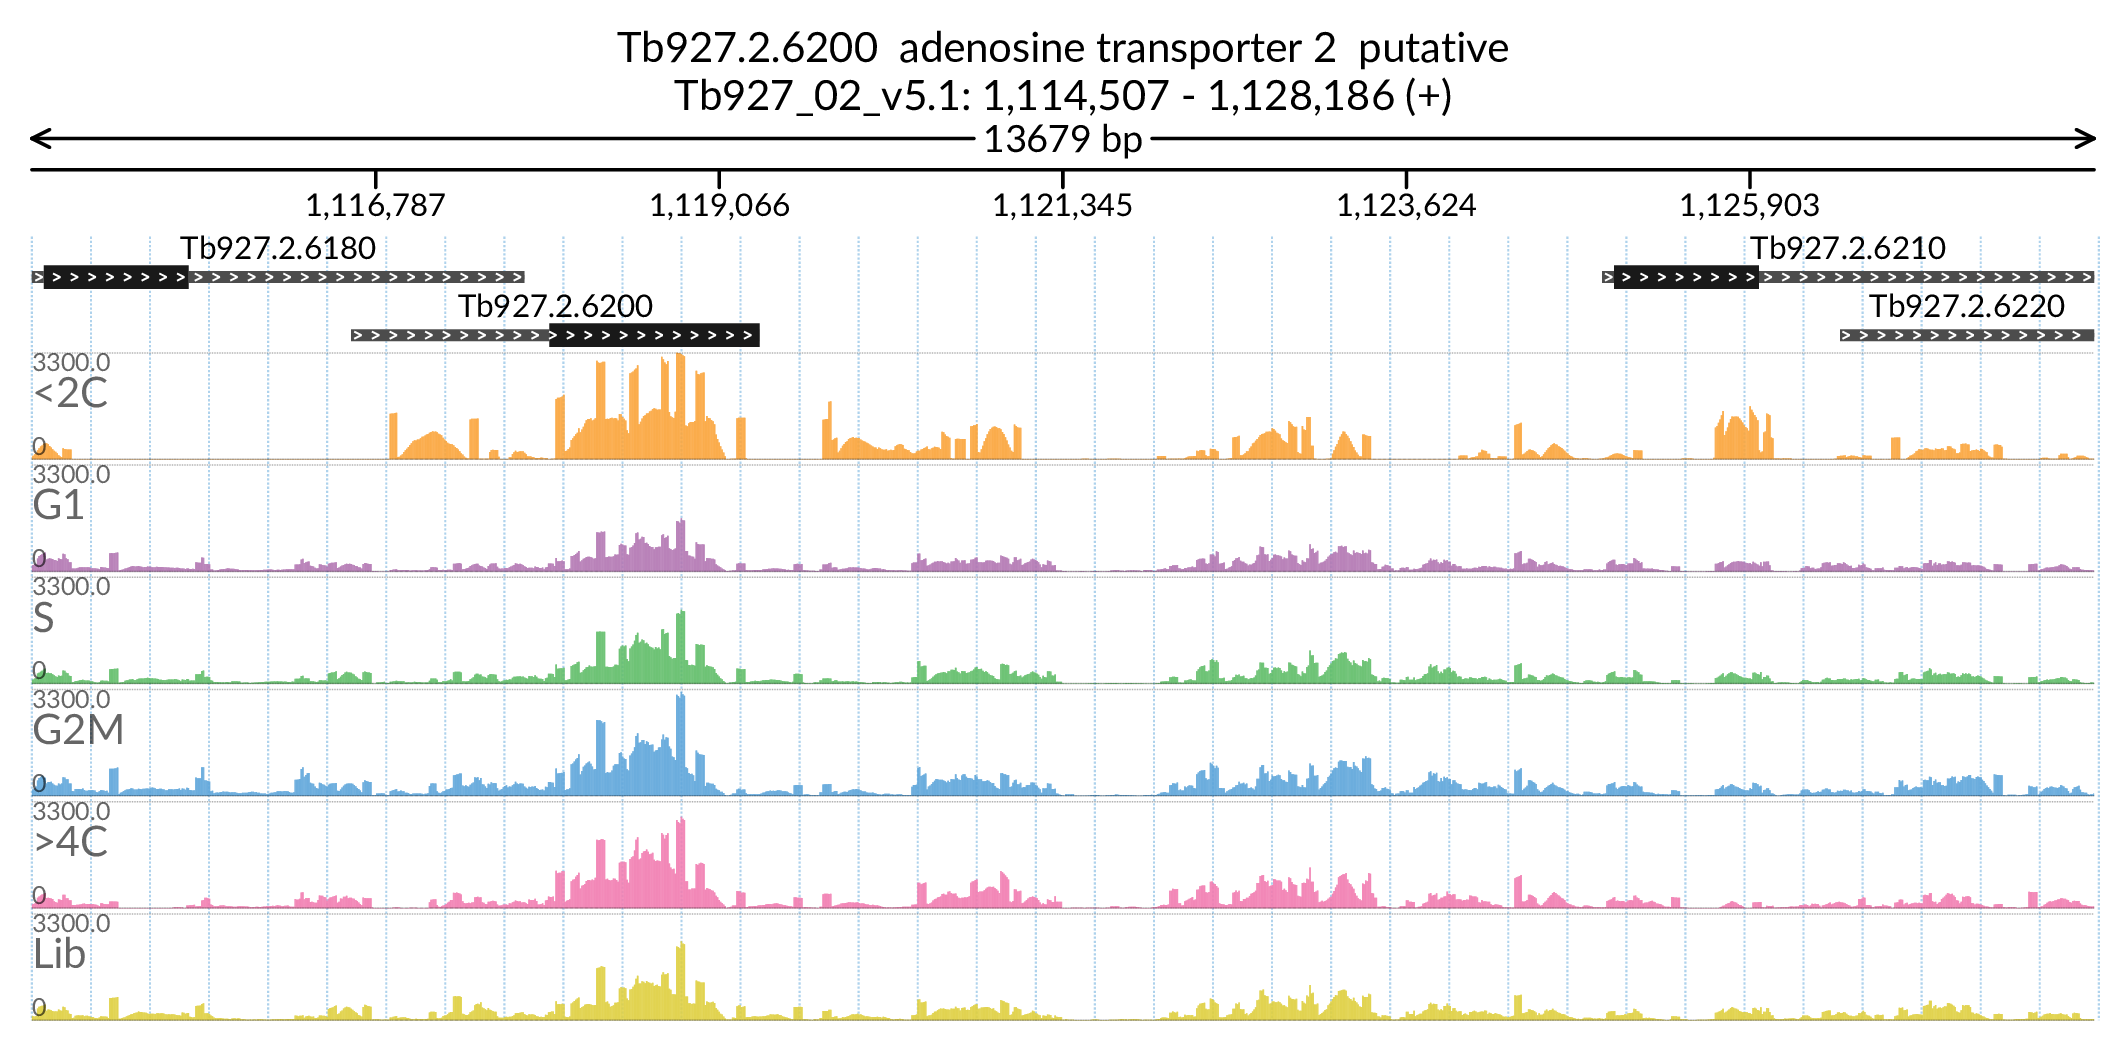 Tb927.2.6200  adenosine transporter 2  putative
Tb927_02_v5.1: 1,114,507 - 1,128,186 (+)
13679 bp
1,116,787 1,119,066 1,121,345 1,123,624 1,125,903
Tb927.2.6180 Tb927.2.6210
Tb927.2.6200 Tb927.2.6220
3300.0
<2C
0
3300.0
G1
0
3300.0
S
0
3300.0
G2M
0
3300.0
>4C
0
3300.0
Lib
0